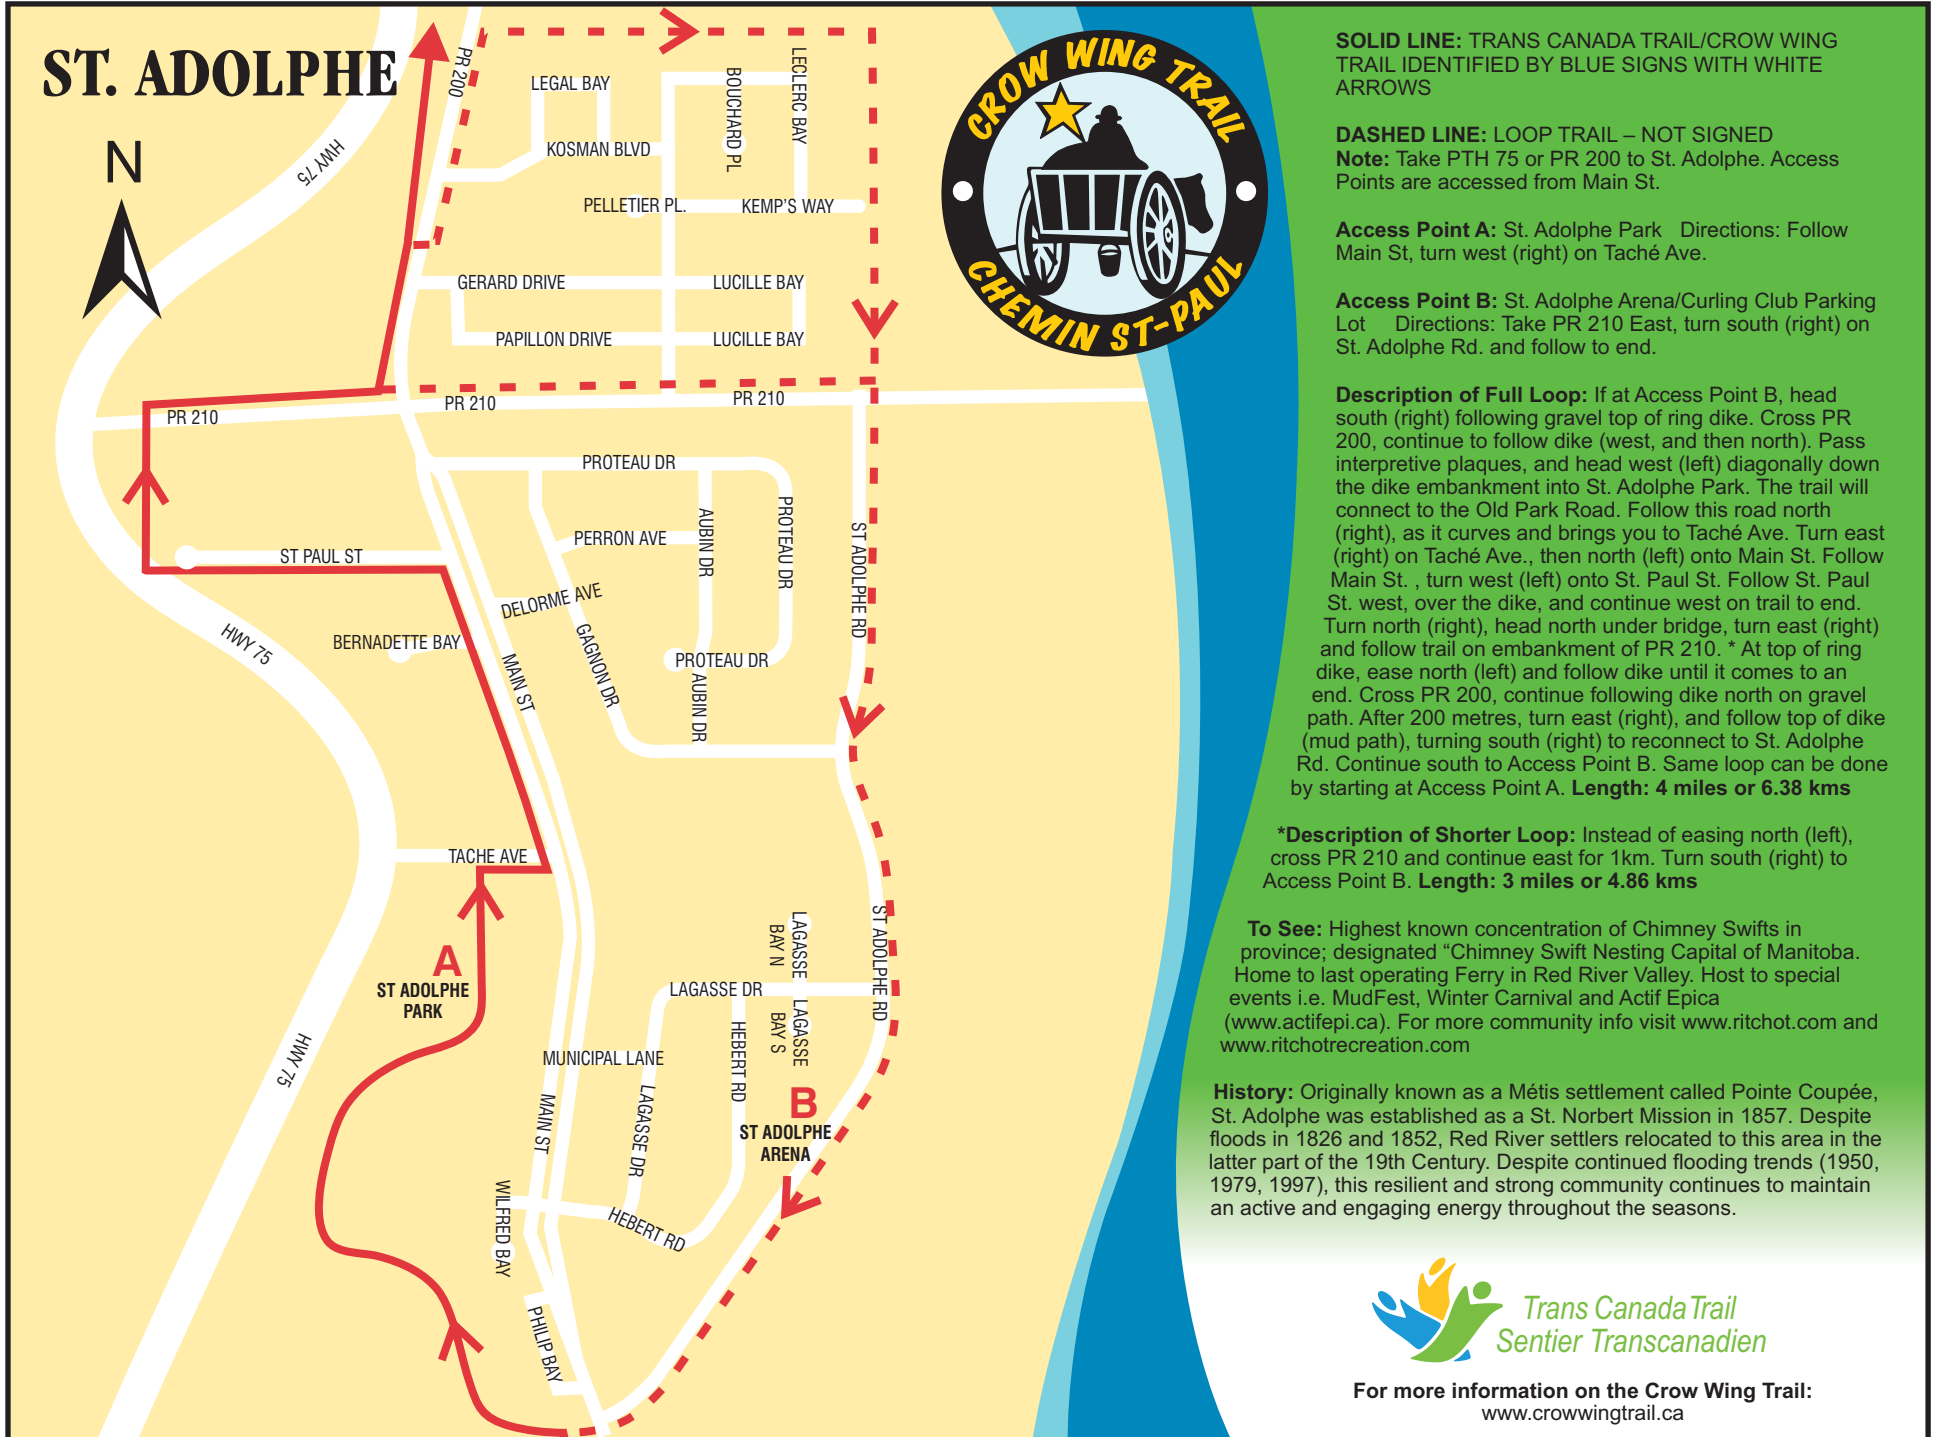 ST. ADOLPHE
N
HWY 75
PR 200
LEGAL BAY
BOUCHARD PL
LECLERC BAY
KOSMAN BLVD
PELLETIER PL.
KEMP'S WAY
GERARD DRIVE
LUCILLE BAY
PAPILLON DRIVE
LUCILLE BAY
PR 210
PR 210
PR 210
PROTEAU DR
AUBIN DR
PROTEAU DR
PERRON AVE
ST ADOLPHE RD
ST PAUL ST
DELORME AVE
BERNADETTE BAY
HWY 75
MAIN ST
GAGNON DR
PROTEAU DR
AUBIN DR
TACHE AVE
A
ST ADOLPHE
PARK
LAGASSE
BAY N
ST ADOLPHE RD
LAGASSE DR
LAGASSE
BAY S
HEBERT RD
HWY 75
MUNICIPAL LANE
MAIN ST
LAGASSE DR
B
ST ADOLPHE
ARENA
WILFRED BAY
HEBERT RD
PHILIP BAY
CROW WING TRAIL
CHEMIN ST-PAUL
SOLID LINE: TRANS CANADA TRAIL/CROW WING
TRAIL IDENTIFIED BY BLUE SIGNS WITH WHITE
ARROWS
DASHED LINE: LOOP TRAIL – NOT SIGNED
Note: Take PTH 75 or PR 200 to St. Adolphe. Access
Points are accessed from Main St.
Access Point A: St. Adolphe Park Directions: Follow
Main St, turn west (right) on Taché Ave.
Access Point B: St. Adolphe Arena/Curling Club Parking
Lot Directions: Take PR 210 East, turn south (right) on
St. Adolphe Rd. and follow to end.
Description of Full Loop: If at Access Point B, head
south (right) following gravel top of ring dike. Cross PR
200, continue to follow dike (west, and then north). Pass
interpretive plaques, and head west (left) diagonally down
the dike embankment into St. Adolphe Park. The trail will
connect to the Old Park Road. Follow this road north
(right), as it curves and brings you to Taché Ave. Turn east
(right) on Taché Ave., then north (left) onto Main St. Follow
Main St. , turn west (left) onto St. Paul St. Follow St. Paul
St. west, over the dike, and continue west on trail to end.
Turn north (right), head north under bridge, turn east (right)
and follow trail on embankment of PR 210. * At top of ring
dike, ease north (left) and follow dike until it comes to an
end. Cross PR 200, continue following dike north on gravel
path. After 200 metres, turn east (right), and follow top of dike
(mud path), turning south (right) to reconnect to St. Adolphe
Rd. Continue south to Access Point B. Same loop can be done
by starting at Access Point A. Length: 4 miles or 6.38 kms
*Description of Shorter Loop: Instead of easing north (left),
cross PR 210 and continue east for 1km. Turn south (right) to
Access Point B. Length: 3 miles or 4.86 kms
To See: Highest known concentration of Chimney Swifts in
province; designated “Chimney Swift Nesting Capital of Manitoba.
Home to last operating Ferry in Red River Valley. Host to special
events i.e. MudFest, Winter Carnival and Actif Epica
(www.actifepi.ca). For more community info visit www.ritchot.com and
www.ritchotrecreation.com
History: Originally known as a Métis settlement called Pointe Coupée,
St. Adolphe was established as a St. Norbert Mission in 1857. Despite
floods in 1826 and 1852, Red River settlers relocated to this area in the
latter part of the 19th Century. Despite continued flooding trends (1950,
1979, 1997), this resilient and strong community continues to maintain
an active and engaging energy throughout the seasons.
Trans Canada Trail
Sentier Transcanadien
For more information on the Crow Wing Trail:
www.crowwingtrail.ca